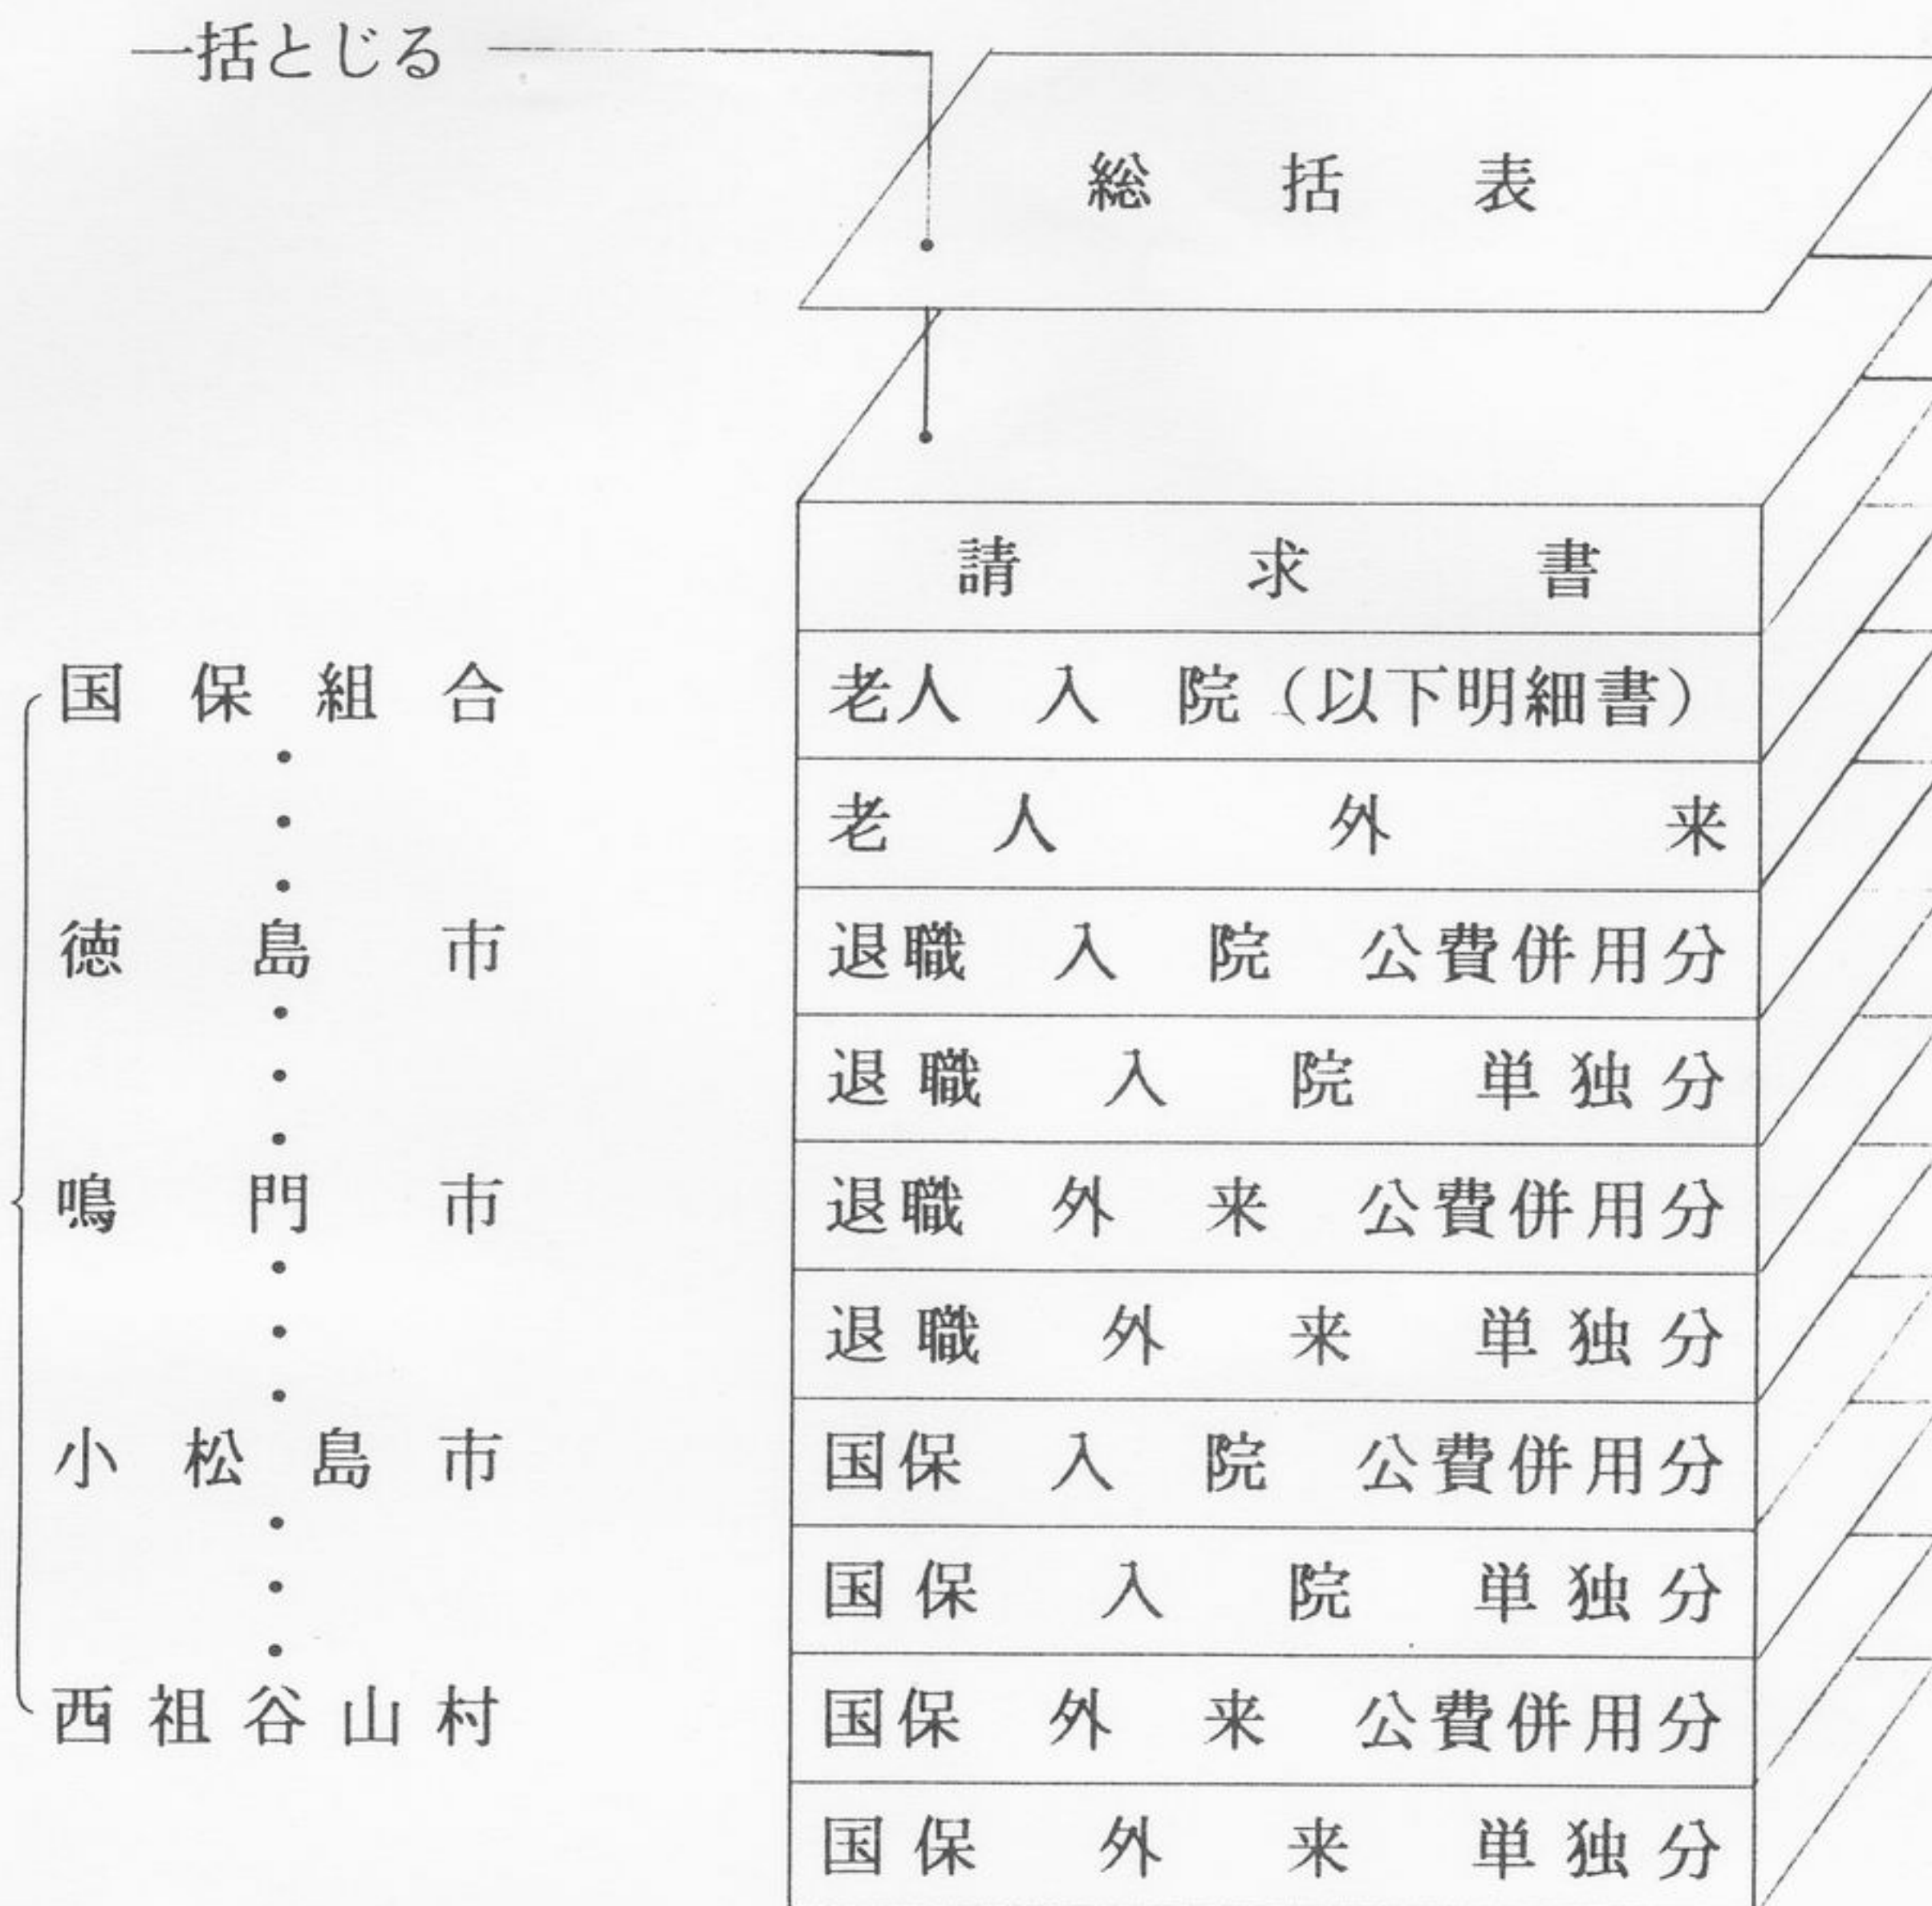 一括とじる
総括表
請求書
老人入院（以下明細書）
老人外来
退職入院公費併用分
退職入院単独分
退職外来公費併用分
退職外来単独分
国保入院公費併用分
国保入院単独分
国保外来公費併用分
国保外来単独分
国保組合
徳島市
鳴門市
小松島市
西祖谷山村